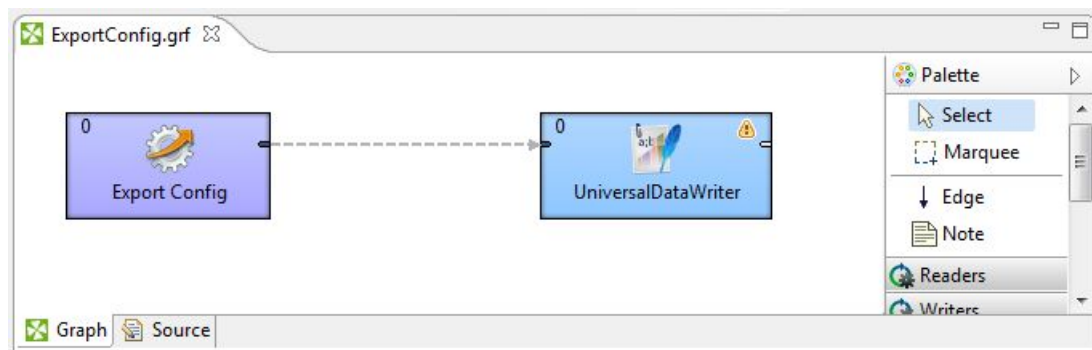 ExportConfig.grf
Palette
Select
Marquee
Edge
Note
Readers
Writers
0
Export Config
0
a;b
UniversalDataWriter
Graph
Source